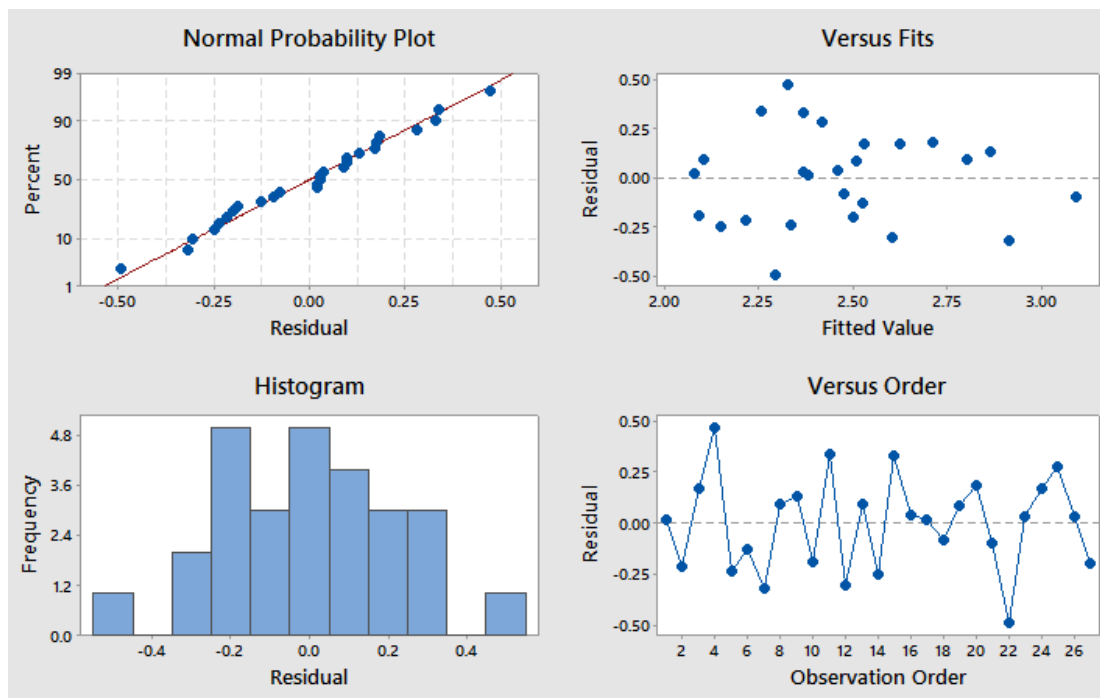 Normal Probability Plot
99
90
50
10
1
Percent
-0.50 -0.25 0.00 0.25 0.50
Residual
Versus Fits
0.50
0.25
0.00
-0.25
-0.50
Residual
2.00 2.25 2.50 2.75 3.00
Fitted Value
Histogram
4.8
3.6
2.4
1.2
0.0
Frequency
-0.4 -0.2 0.0 0.2 0.4
Residual
Versus Order
0.50
0.25
0.00
-0.25
-0.50
Residual
2 4 6 8 10 12 14 16 18 20 22 24 26
Observation Order